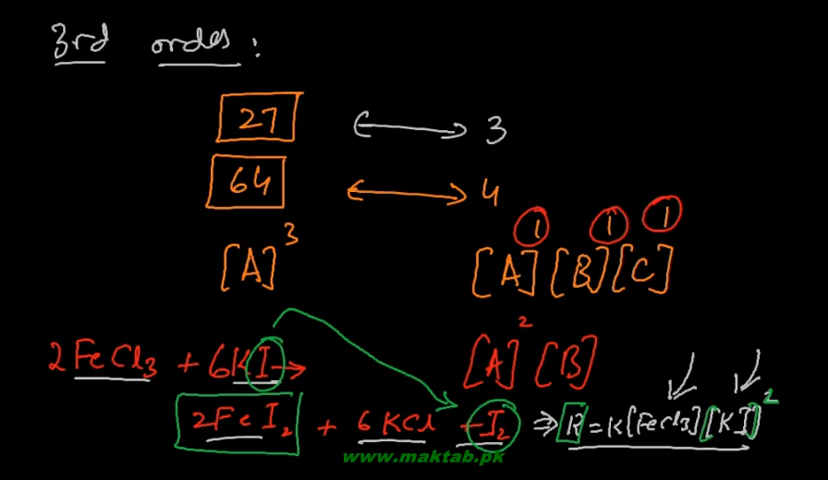 3rd order :
27 ⟷ 3
64 ⟷ 4
[A]³ [A]¹[B]¹[C]¹
2FeCl₃ + 6KI → [A]²[B]
2FeI₂ + 6KCl + I₂ ⇒ R = K[FeCl₃][KI]²
www.maktab.pk